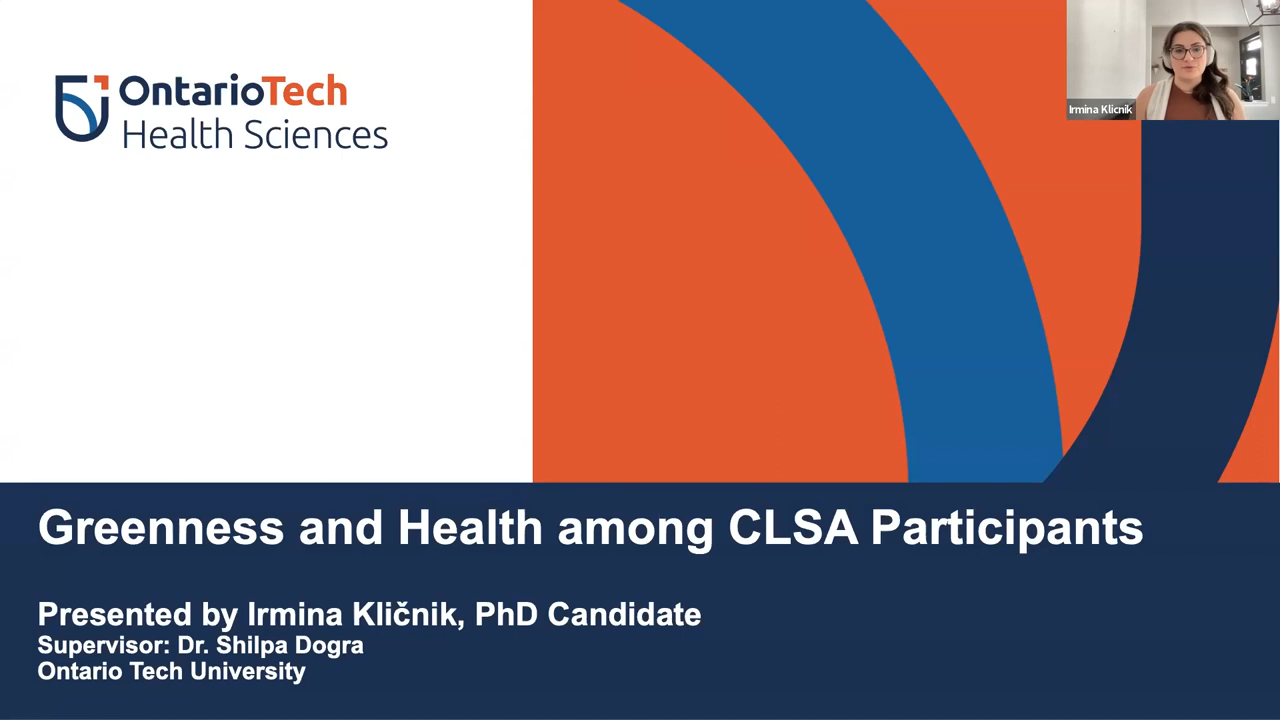 OntarioTech
Health Sciences
Irmina Klicnik
Greenness and Health among CLSA Participants
Presented by Irmina Kličnik, PhD Candidate
Supervisor: Dr. Shilpa Dogra
Ontario Tech University